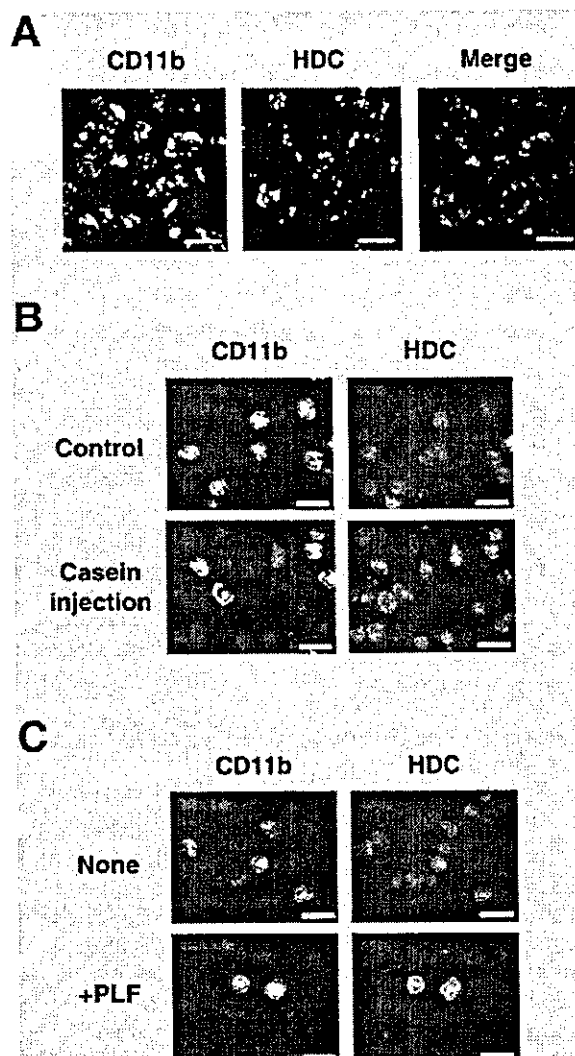 A
CD11b HDC Merge
B
CD11b HDC
Control
Casein
injection
C
CD11b HDC
None
+PLF